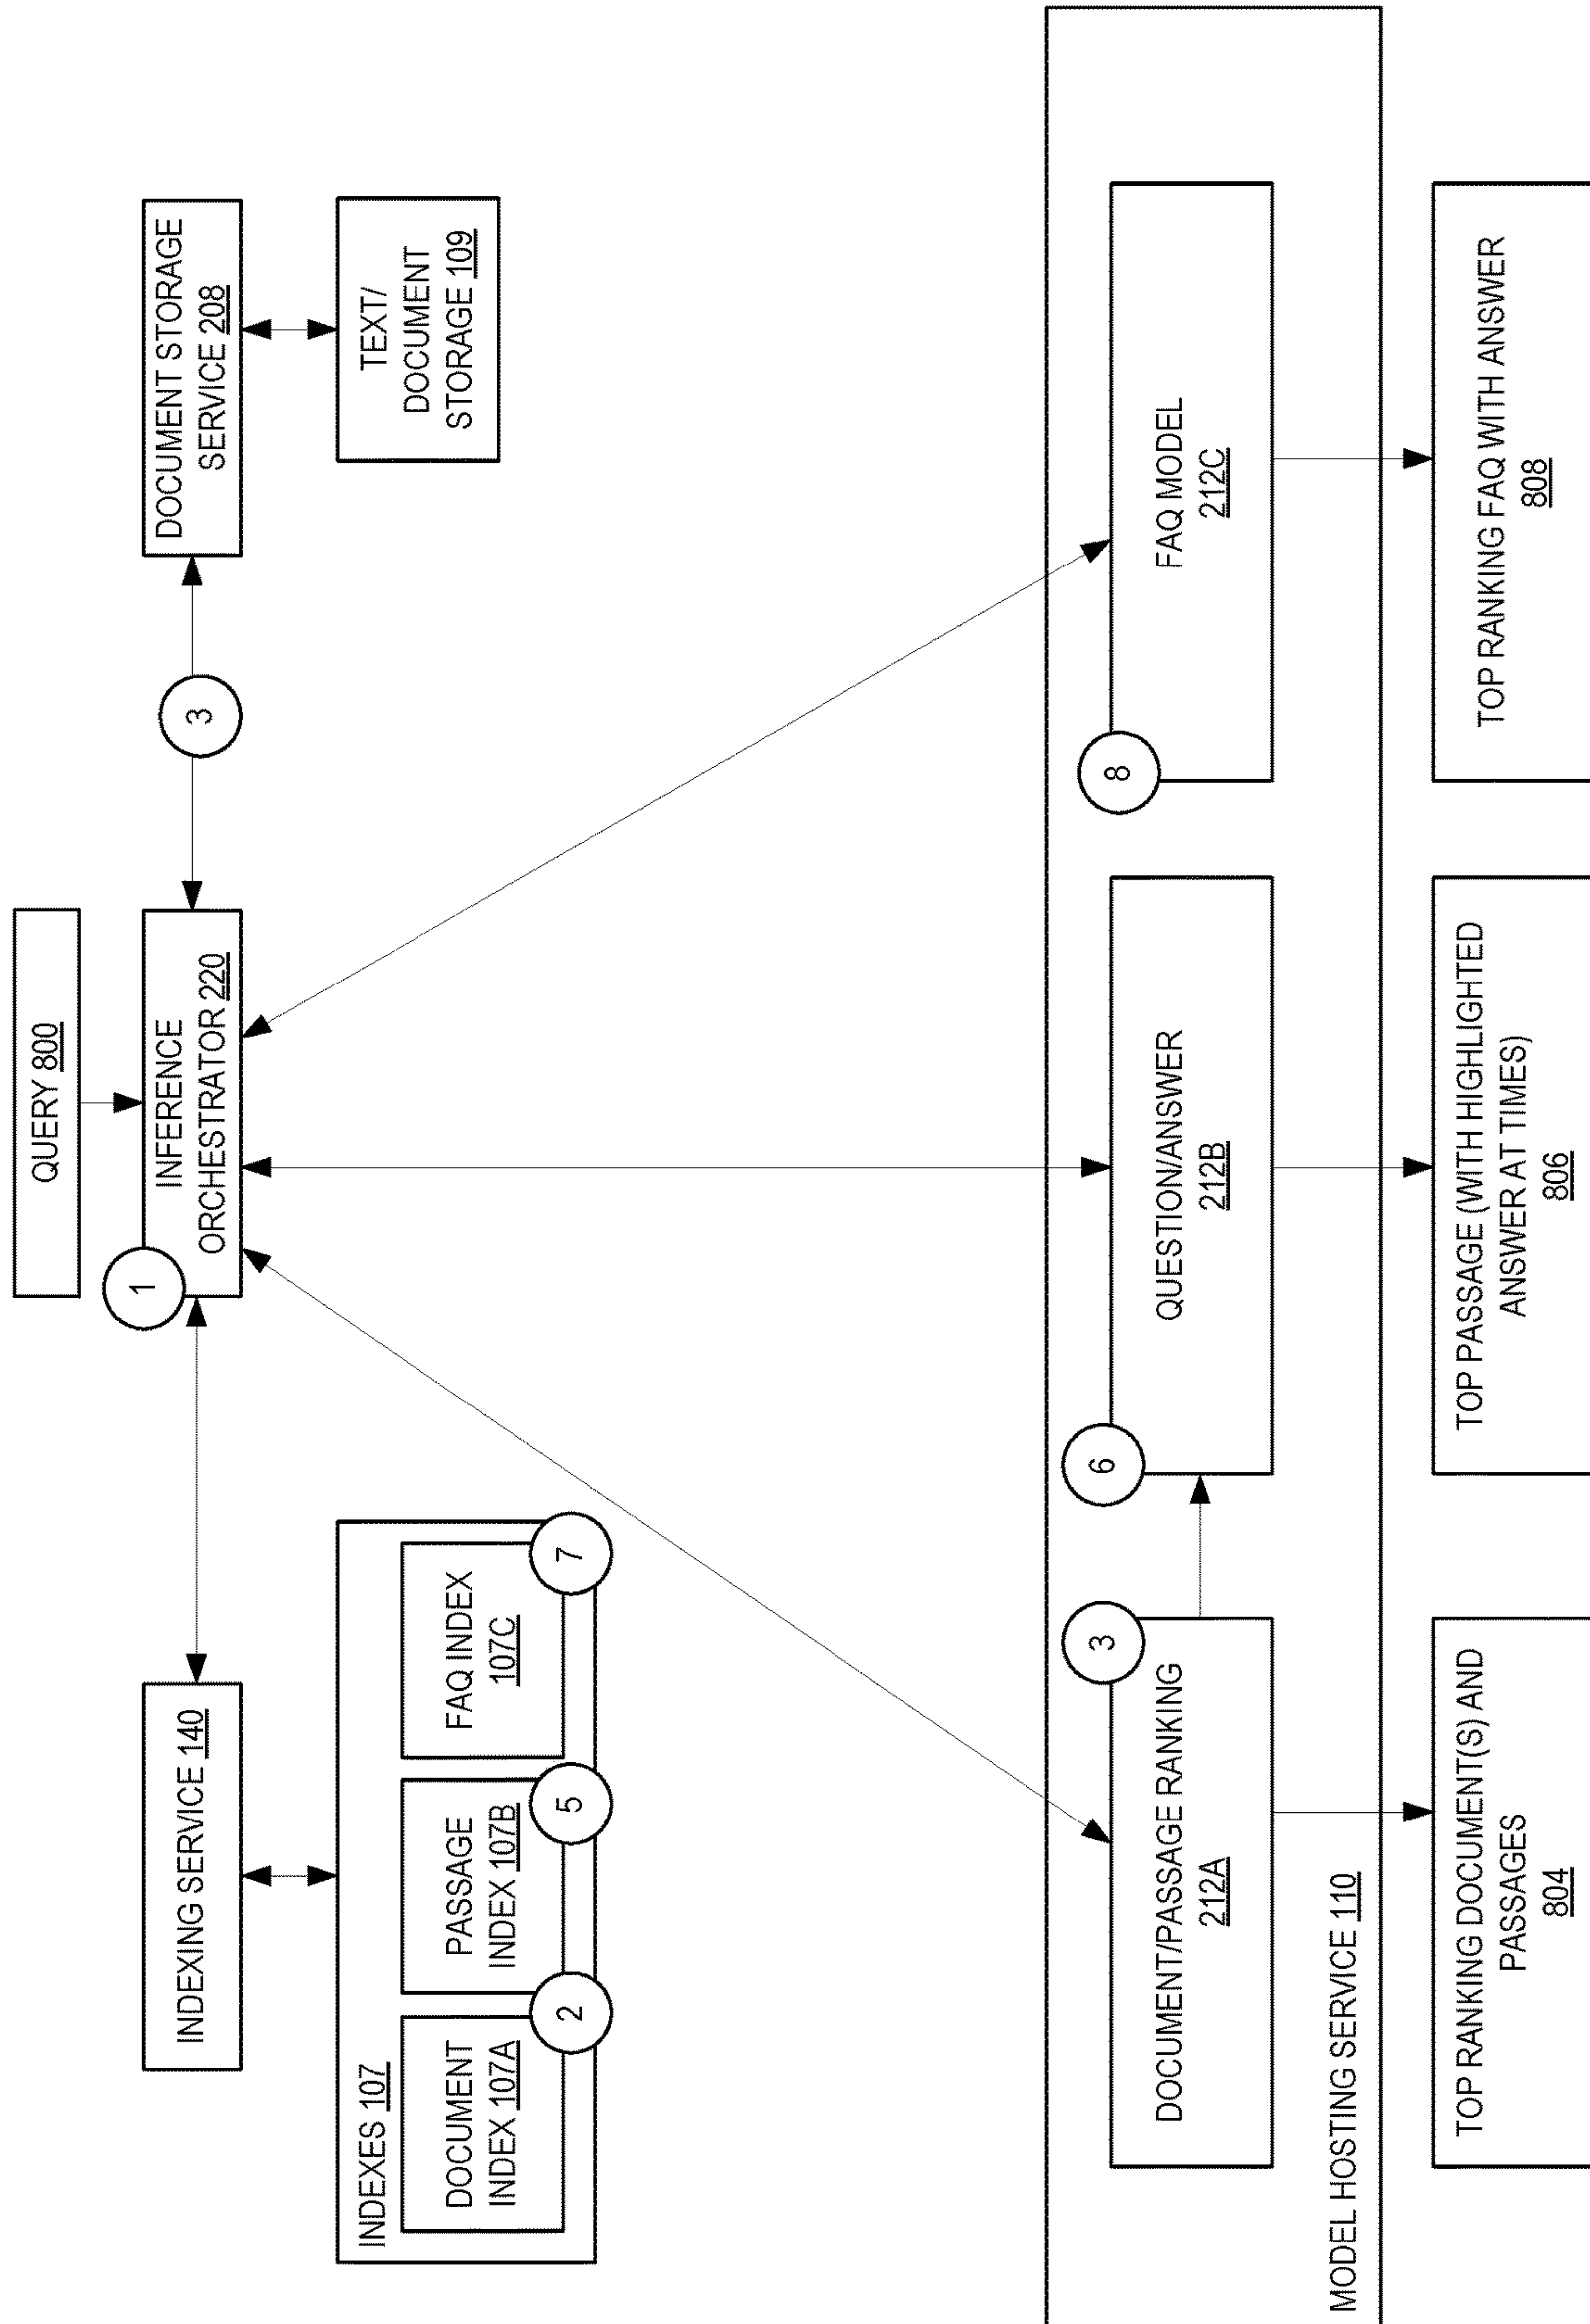 QUERY 800
1
INFERENCE
ORCHESTRATOR 220
INDEXING SERVICE 140
3
DOCUMENT STORAGE
SERVICE 208
INDEXES 107
DOCUMENT
INDEX 107A
2
PASSAGE
INDEX 107B
5
FAQ INDEX
107C
7
TEXT/
DOCUMENT
STORAGE 109
DOCUMENT/PASSAGE RANKING
212A
3
6
QUESTION/ANSWER
212B
8
FAQ MODEL
212C
MODEL HOSTING SERVICE 110
TOP RANKING DOCUMENT(S) AND
PASSAGES
804
TOP PASSAGE (WITH HIGHLIGHTED
ANSWER AT TIMES)
806
TOP RANKING FAQ WITH ANSWER
808